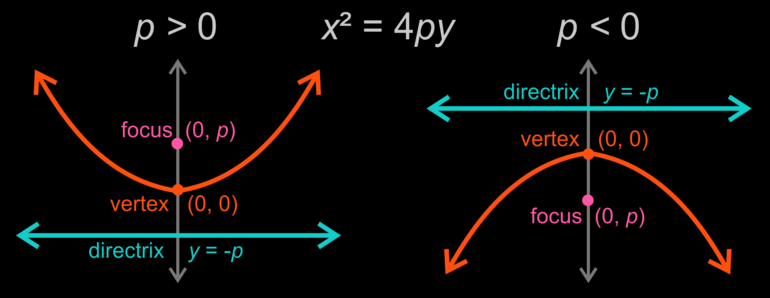 p > 0
x² = 4py
p < 0
focus (0, p)
vertex (0, 0)
directrix y = -p
directrix y = -p
vertex (0, 0)
focus (0, p)